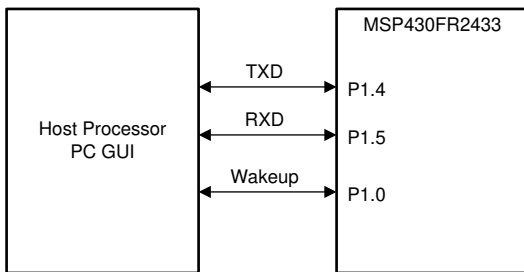 MSP430FR2433
TXD
P1.4
RXD
Host Processor
PC GUI
P1.5
Wakeup
P1.0